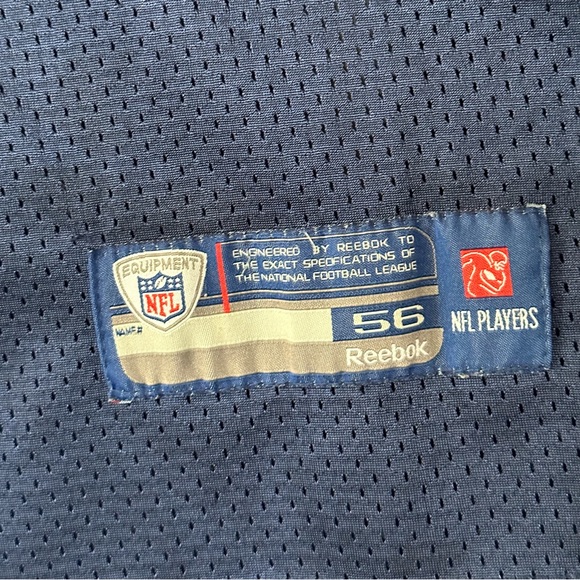 EQUIPMENT
NFL
NAME/#
ENGINEERED BY REEBOK TO
THE EXACT SPECIFICATIONS OF
THE NATIONAL FOOTBALL LEAGUE
56
Reebok
NFL PLAYERS